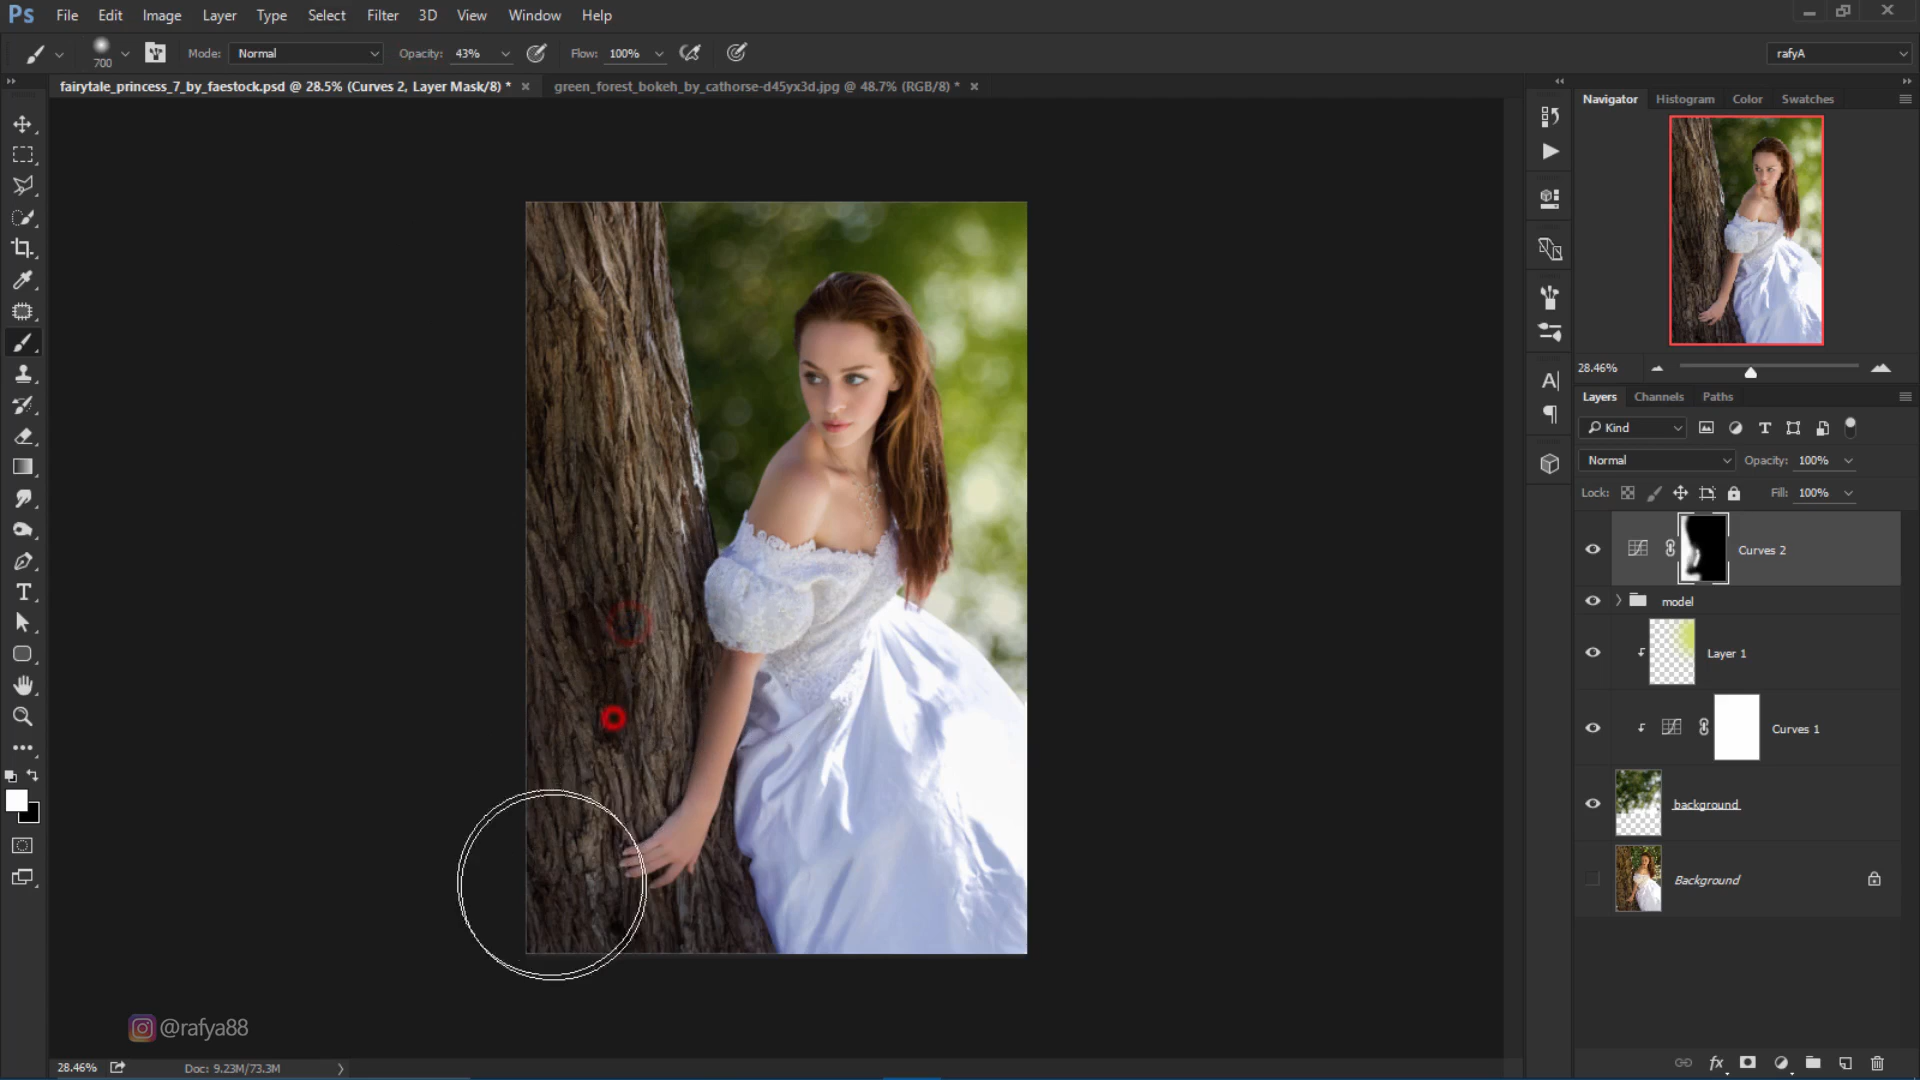 Ps File Edit Image Layer Type Select Filter 3D View Window Help
700 Mode: Normal Opacity: 43% Flow: 100% rafyA
fairytale_princess_7_by_faestock.psd @ 28.5% (Curves 2, Layer Mask/8) * × green_forest_bokeh_by_cathorse-d45yx3d.jpg @ 48.7% (RGB/8) * ×
Navigator Histogram Color Swatches
28.46%
Layers Channels Paths
Kind
Normal Opacity: 100%
Lock: Fill: 100%
Curves 2
model
Layer 1
Curves 1
background
Background
@rafya88
28.46% Doc: 9.23M/73.3M